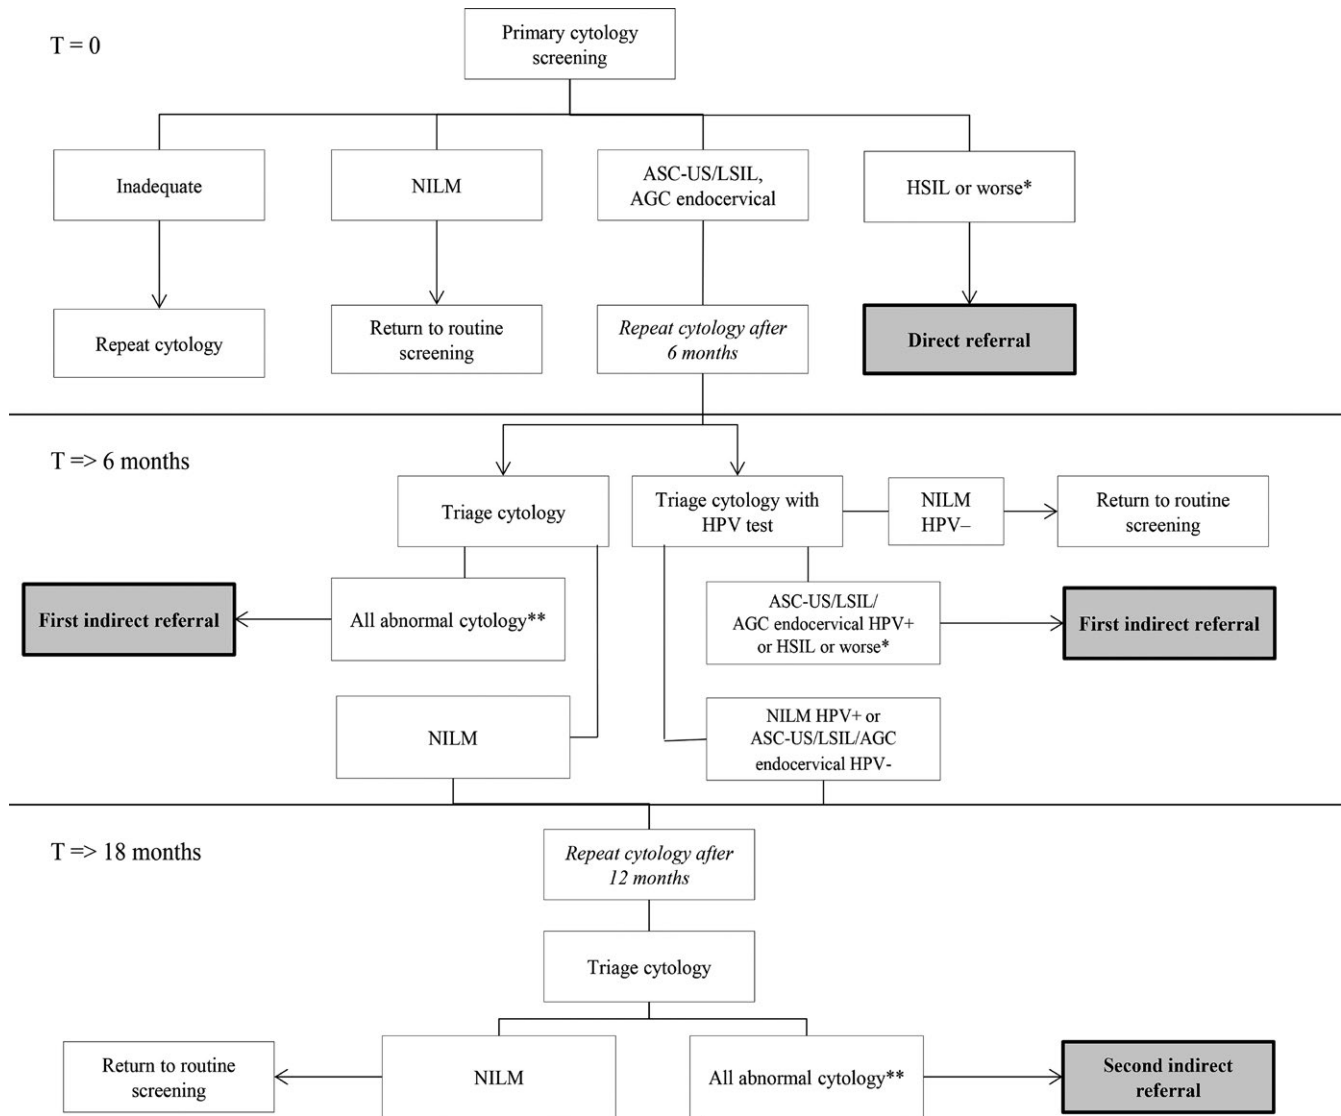 T = 0
Primary cytology
screening
Inadequate
NILM
ASC-US/LSIL,
AGC endocervical
HSIL or worse*
Repeat cytology
Return to routine
screening
Repeat cytology after
6 months
Direct referral
T => 6 months
Triage cytology
Triage cytology with
HPV test
NILM
HPV–
Return to routine
screening
First indirect referral
All abnormal cytology**
ASC-US/LSIL/
AGC endocervical HPV+
or HSIL or worse*
First indirect referral
NILM
NILM HPV+ or
ASC-US/LSIL/AGC
endocervical HPV-
T => 18 months
Repeat cytology after
12 months
Triage cytology
Return to routine
screening
NILM
All abnormal cytology**
Second indirect
referral